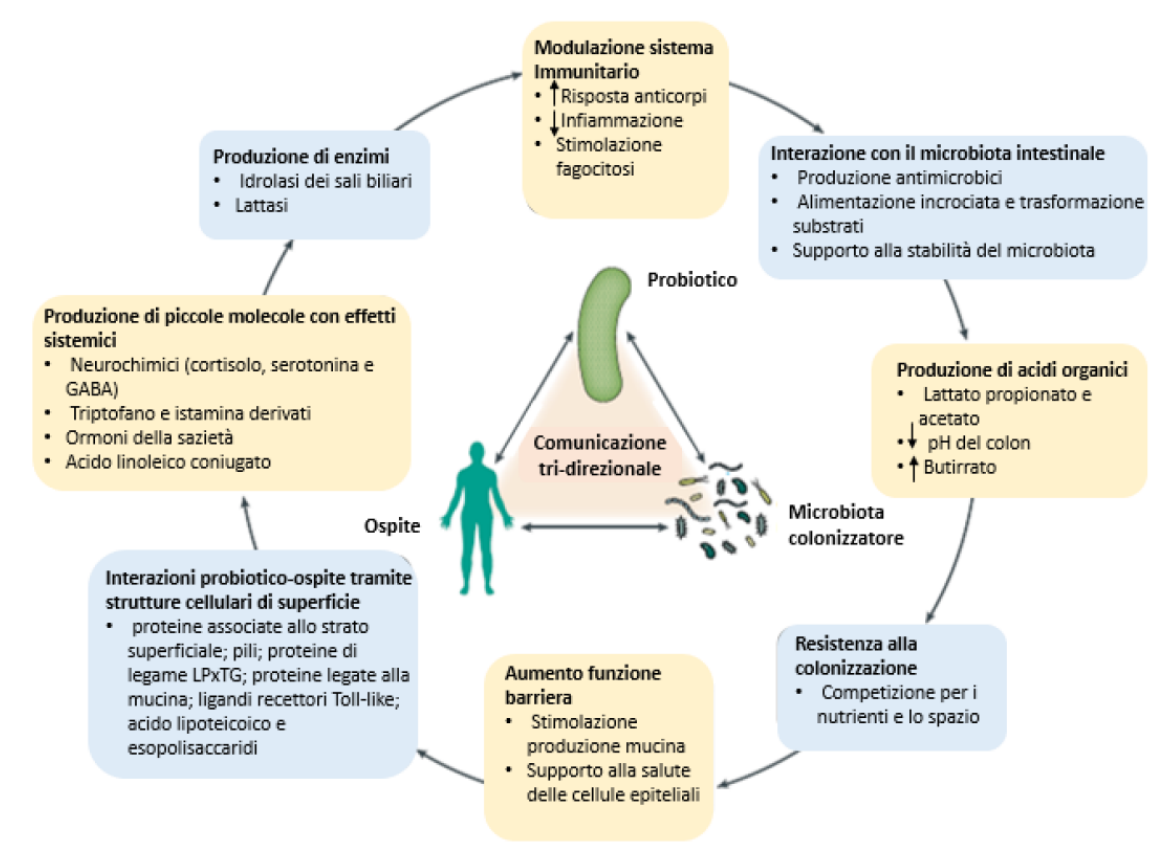 Modulazione sistema
Immunitario
• ↑ Risposta anticorpi
• ↓ Infiammazione
• Stimolazione
fagocitosi
Interazione con il microbiota intestinale
• Produzione antimicrobici
• Alimentazione incrociata e trasformazione
substrati
• Supporto alla stabilità del microbiota
Produzione di acidi organici
• Lattato propionato e
acetato
• ↓ pH del colon
• ↑ Butirrato
Resistenza alla
colonizzazione
• Competizione per i
nutrienti e lo spazio
Aumento funzione
barriera
• Stimolazione
produzione mucina
• Supporto alla salute
delle cellule epiteliali
Interazioni probiotico-ospite tramite
strutture cellulari di superficie
• proteine associate allo strato
superficiale; pili; proteine di
legame LPxTG; proteine legate alla
mucina; ligandi recettori Toll-like;
acido lipoteicoico e
esopolisaccaridi
Produzione di piccole molecole con effetti
sistemici
• Neurochimici (cortisolo, serotonina e
GABA)
• Triptofano e istamina derivati
• Ormoni della sazietà
• Acido linoleico coniugato
Produzione di enzimi
• Idrolasi dei sali biliari
• Lattasi
Probiotico
Comunicazione
tri-direzionale
Ospite
Microbiota
colonizzatore